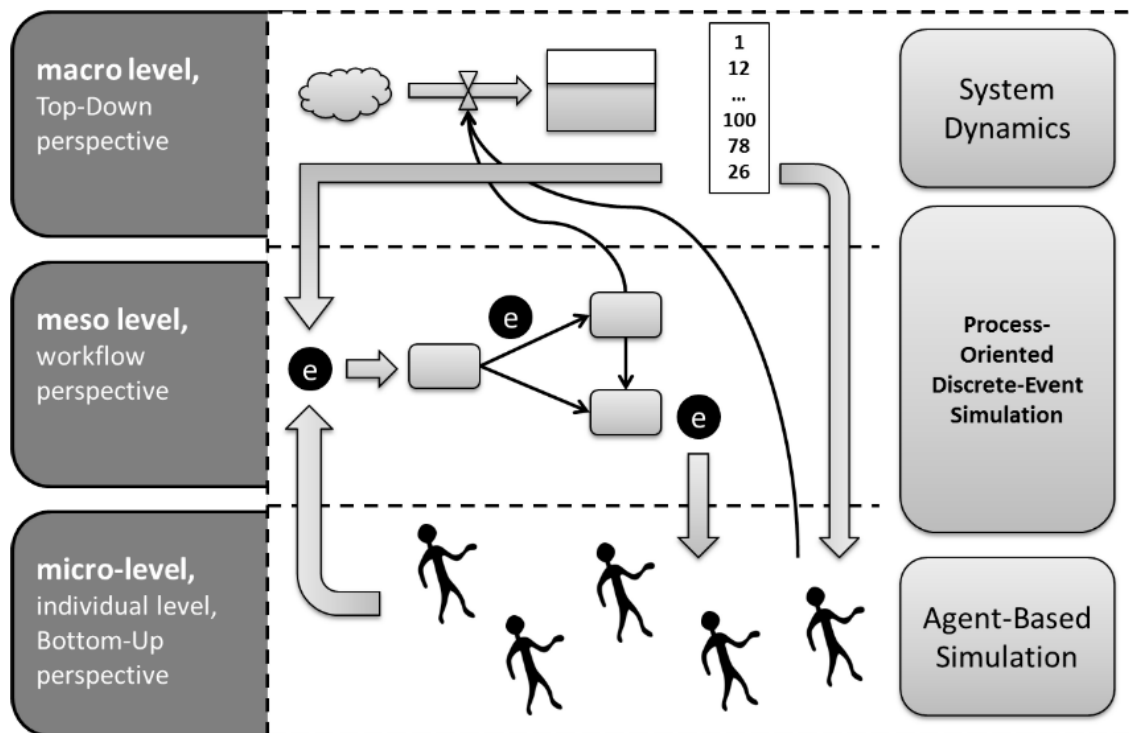 macro level,
Top-Down
perspective
1
12
...
100
78
26
System
Dynamics
meso level,
workflow
perspective
e
e
e
Process-
Oriented
Discrete-Event
Simulation
micro-level,
individual level,
Bottom-Up
perspective
Agent-Based
Simulation